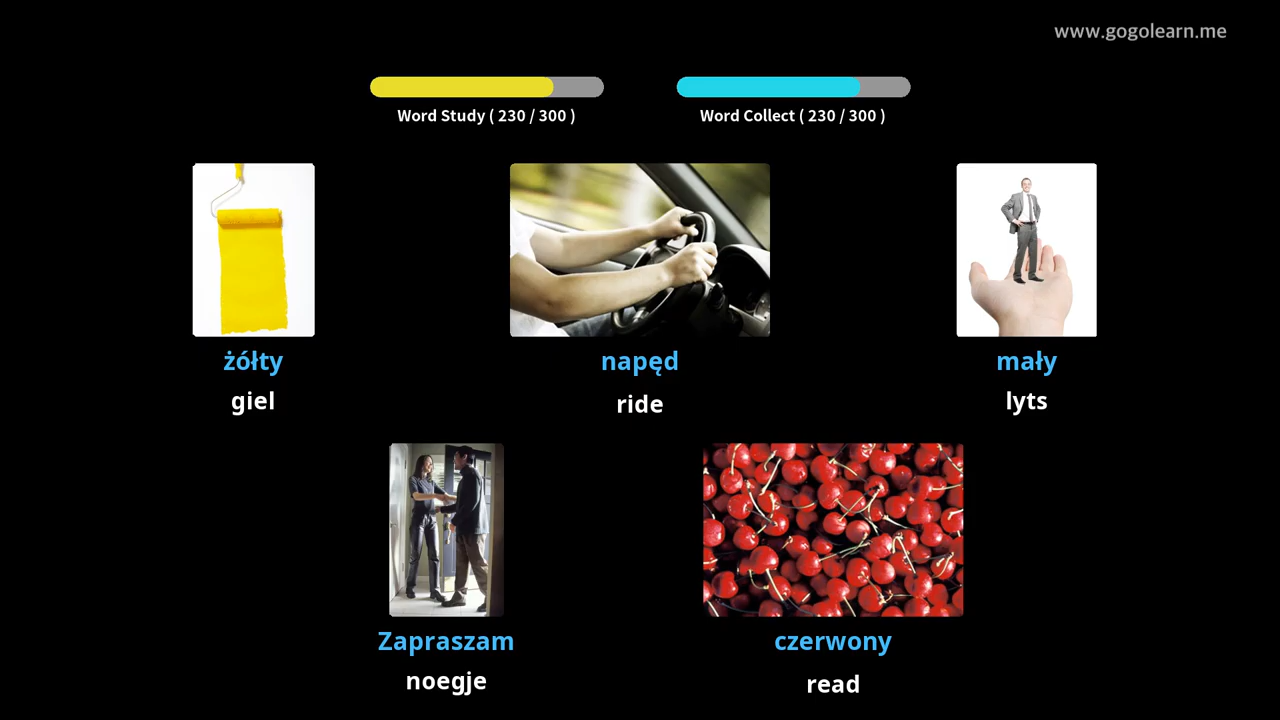 www.gogolearn.me
Word Study ( 230 / 300 )
Word Collect ( 230 / 300 )
żółty
giel
napęd
ride
mały
lyts
Zapraszam
noegje
czerwony
read